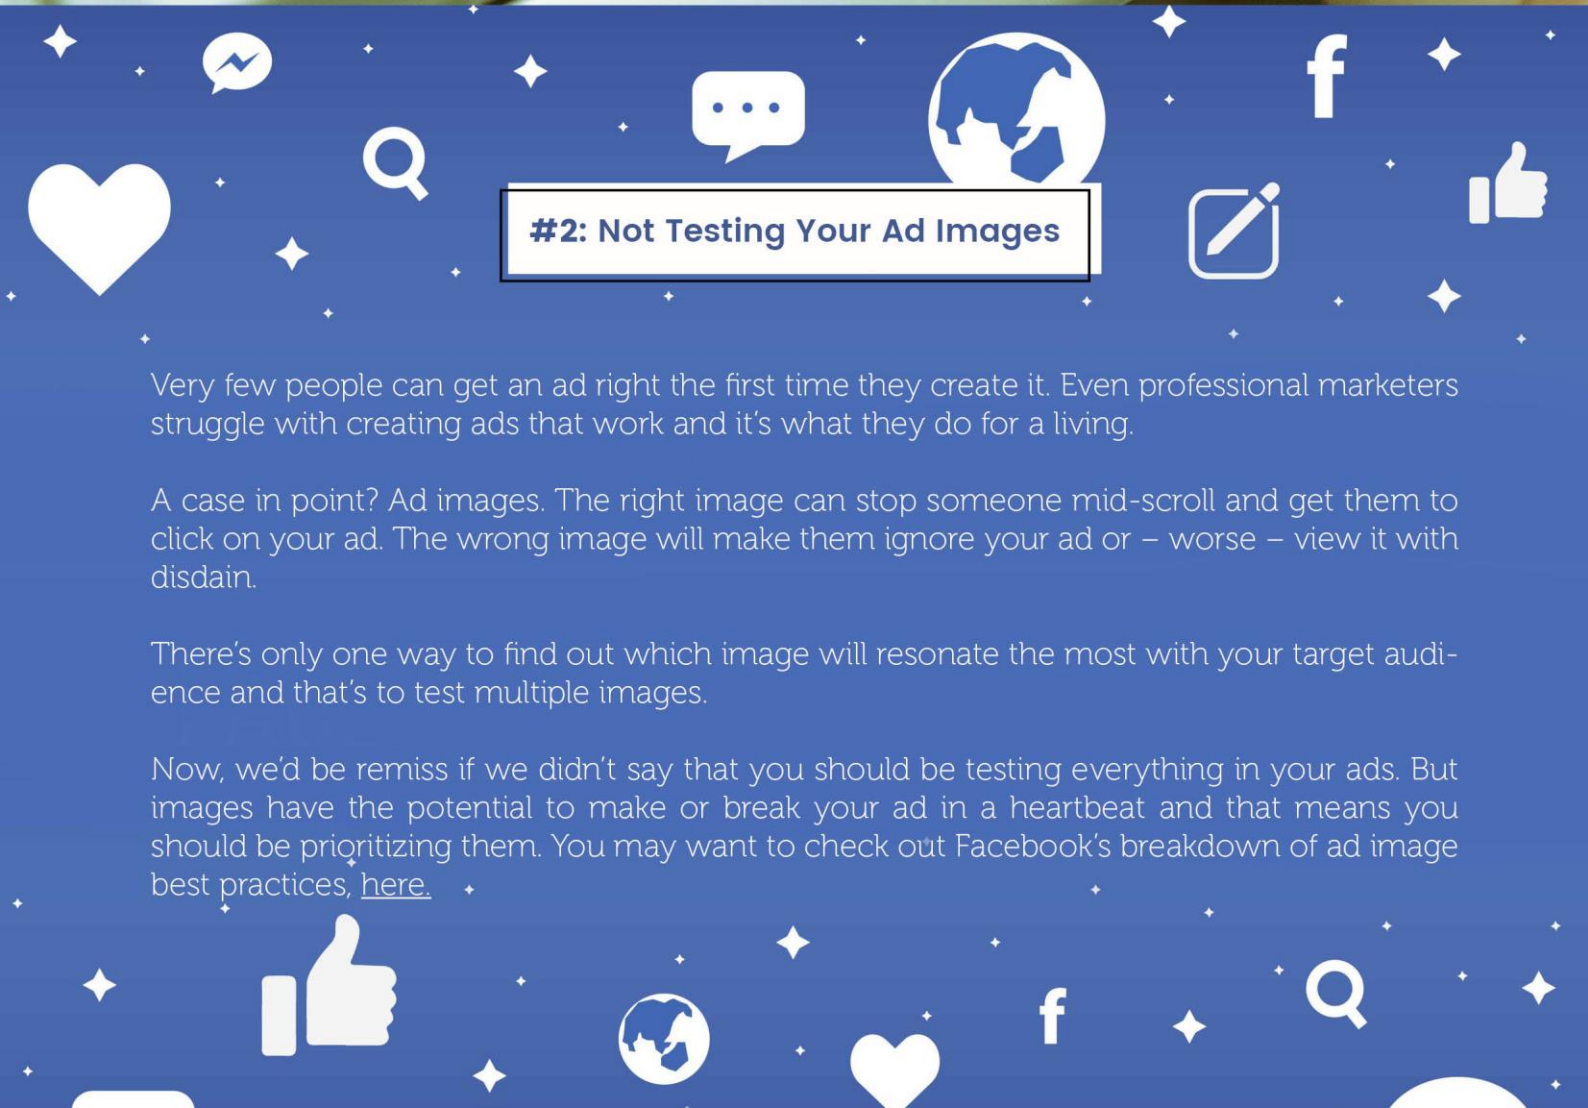 #2: Not Testing Your Ad Images
Very few people can get an ad right the first time they create it. Even professional marketers
struggle with creating ads that work and it’s what they do for a living.
A case in point? Ad images. The right image can stop someone mid-scroll and get them to
click on your ad. The wrong image will make them ignore your ad or – worse – view it with
disdain.
There’s only one way to find out which image will resonate the most with your target audi-
ence and that’s to test multiple images.
Now, we’d be remiss if we didn’t say that you should be testing everything in your ads. But
images have the potential to make or break your ad in a heartbeat and that means you
should be prioritizing them. You may want to check out Facebook’s breakdown of ad image
best practices, here.